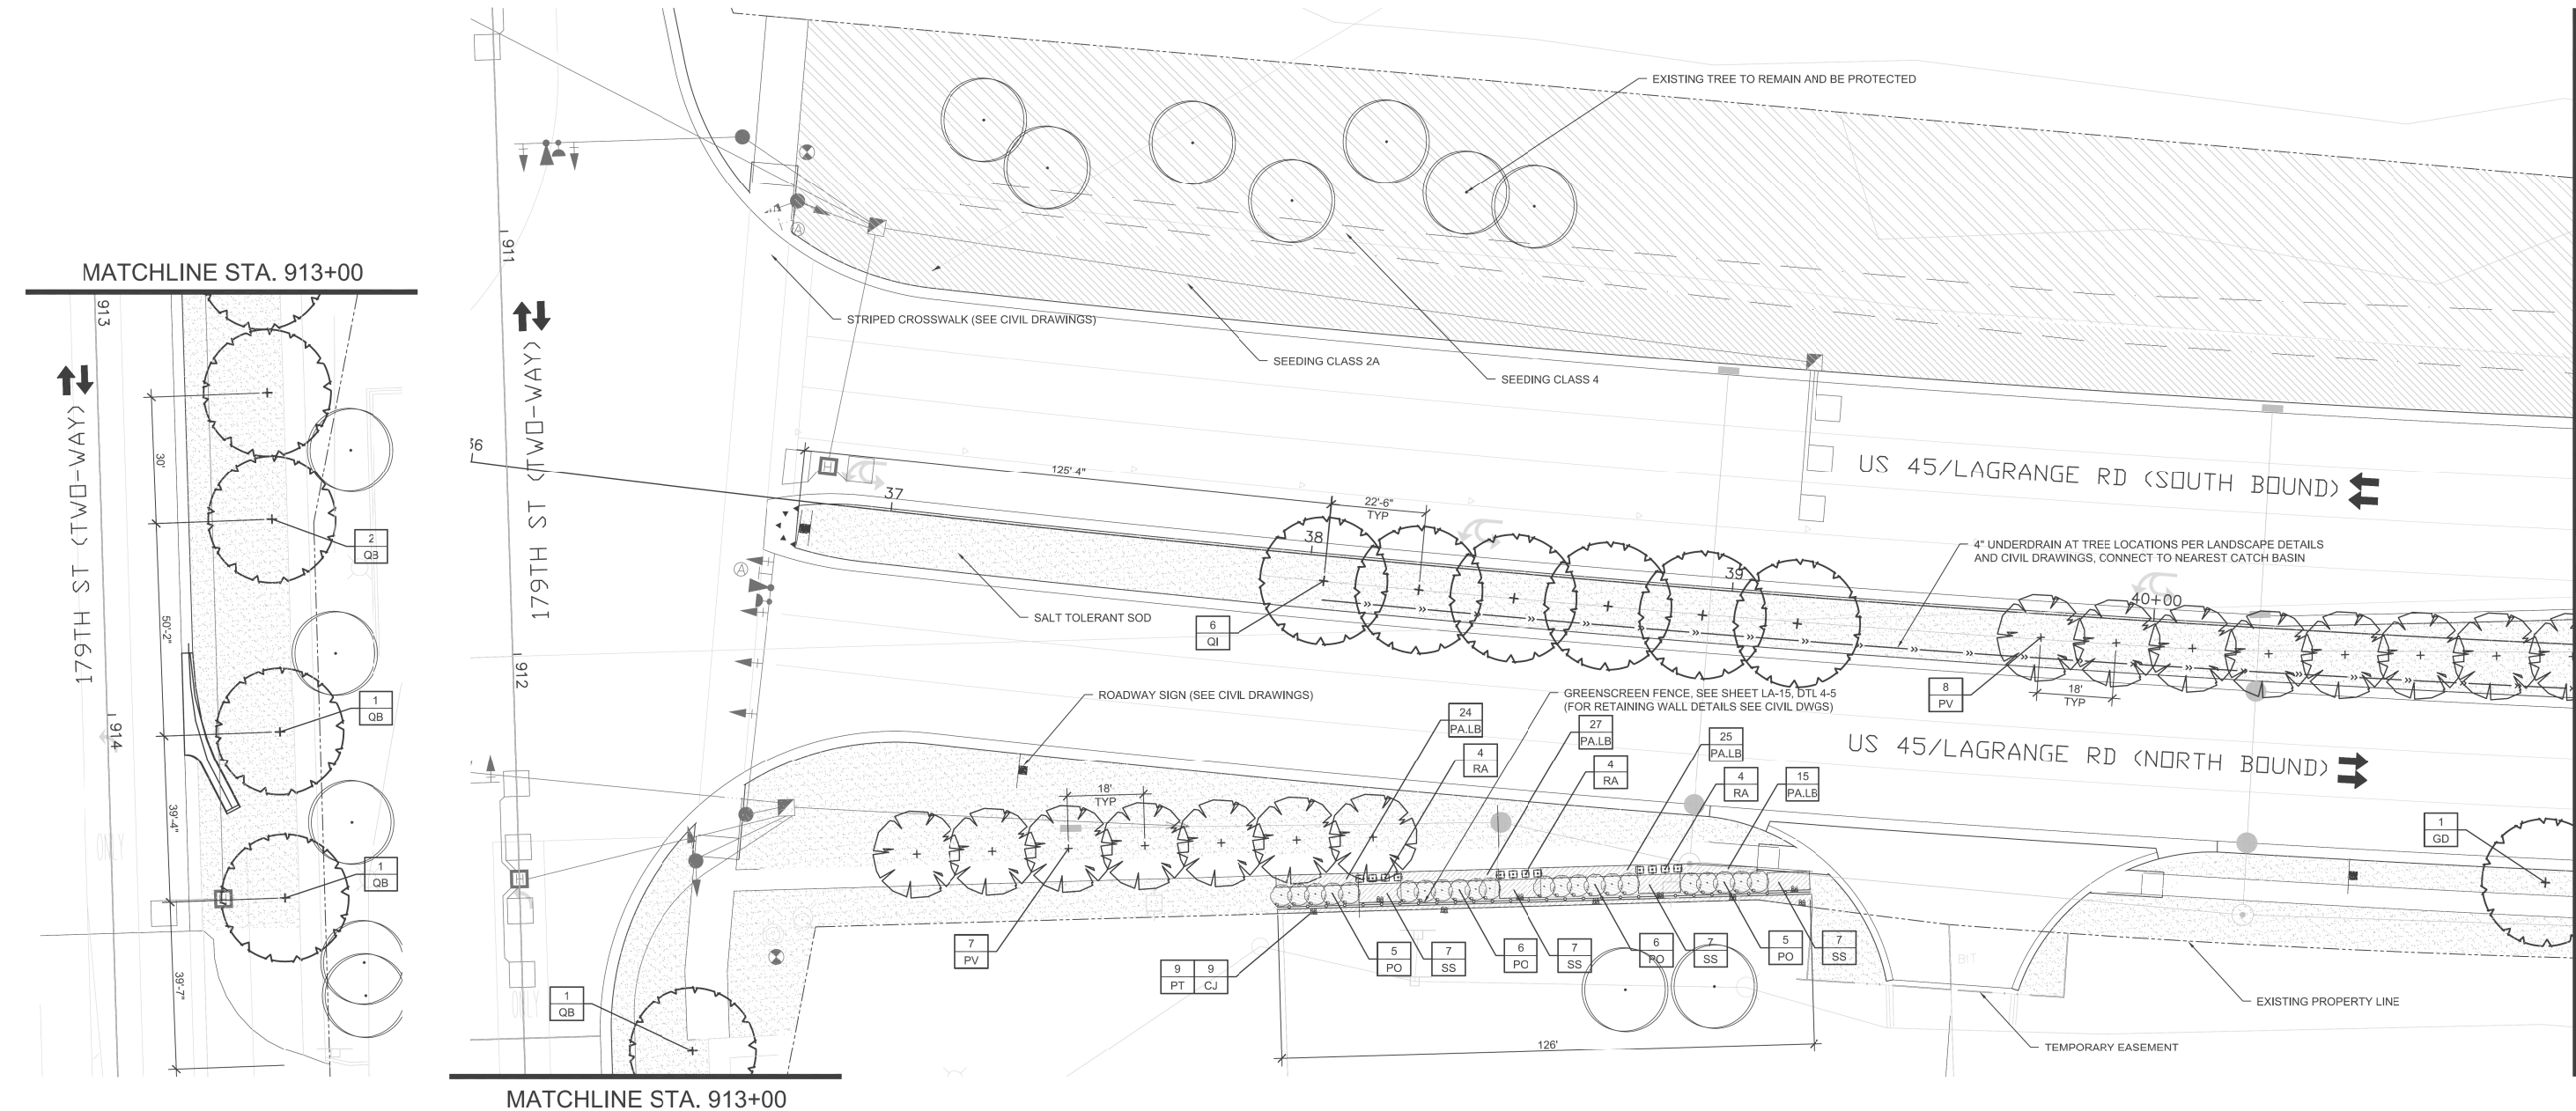 MATCHLINE STA. 913+00
913
179TH ST (TWO-WAY)
30'
2
QB
50'-2"
914
1
QB
39'-4"
ONLY
1
QB
39'-7"
EXISTING TREE TO REMAIN AND BE PROTECTED
911
179TH ST (TWO-WAY)
STRIPED CROSSWALK (SEE CIVIL DRAWINGS)
SEEDING CLASS 2A
SEEDING CLASS 4
A
36
H
125'-4"
37
22'-6"
TYP
38
39
40+00
US 45/LAGRANGE RD (SOUTH BOUND)
4" UNDERDRAIN AT TREE LOCATIONS PER LANDSCAPE DETAILS
AND CIVIL DRAWINGS, CONNECT TO NEAREST CATCH BASIN
A
SALT TOLERANT SOD
6
QI
912
8
PV
18'
TYP
ROADWAY SIGN (SEE CIVIL DRAWINGS)
GREENSCREEN FENCE, SEE SHEET LA-15, DTL 4-5
(FOR RETAINING WALL DETAILS SEE CIVIL DWGS)
24
PA.LB
4
RA
27
PA.LB
4
RA
25
PA.LB
4
RA
15
PA.LB
US 45/LAGRANGE RD (NORTH BOUND)
18'
TYP
1
GD
H
7
PV
9 9
PT CJ
5
PO
7
SS
6
PO
7
SS
6
PO
7
SS
5
PO
7
SS
BIT
ONLY
1
QB
EXISTING PROPERTY LINE
126'
TEMPORARY EASEMENT
MATCHLINE STA. 913+00